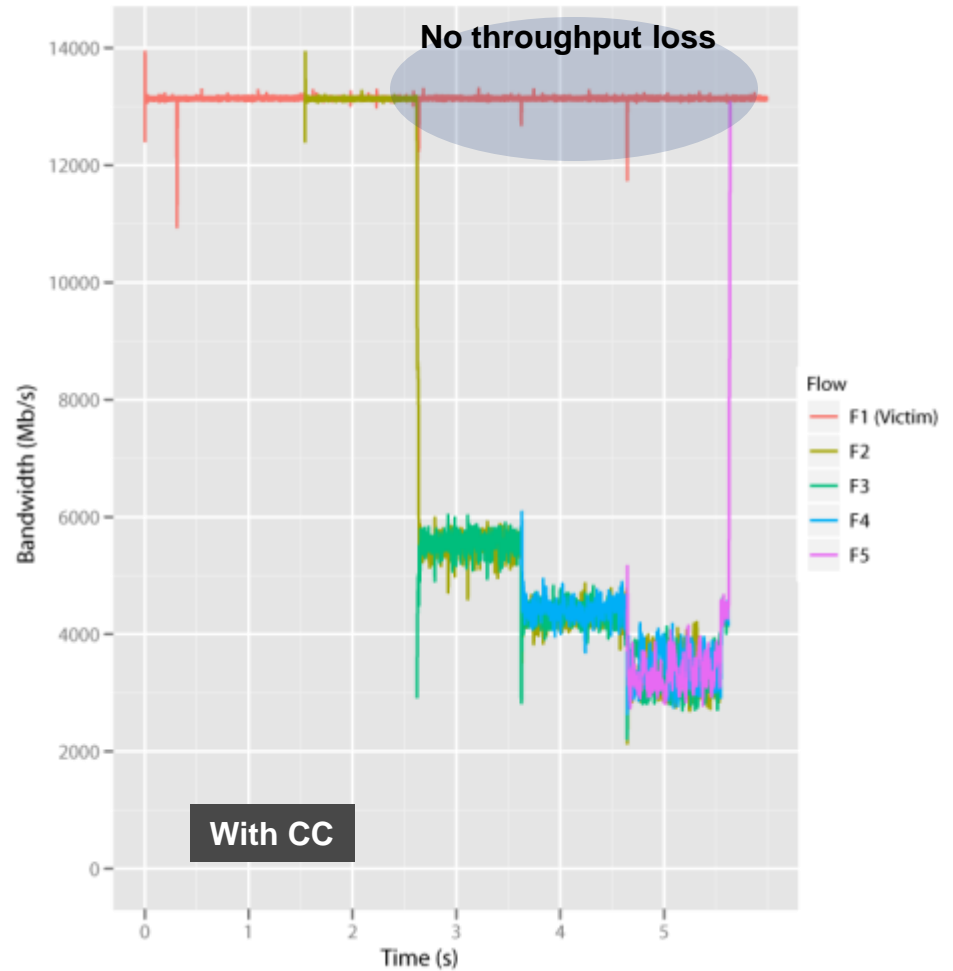 No throughput loss
14000
12000
10000
8000
6000
4000
2000
0
Bandwidth (Mb/s)
With CC
0 1 2 3 4 5
Time (s)
Flow
F1 (Victim)
F2
F3
F4
F5